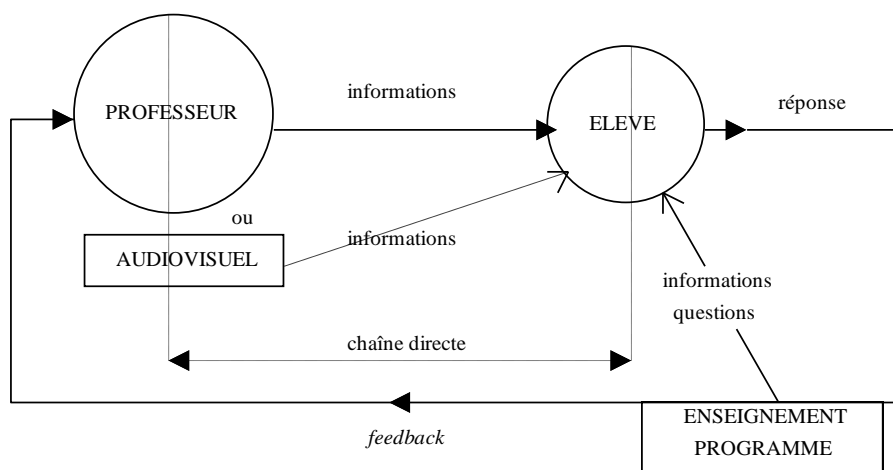 PROFESSEUR
informations
ELEVE
réponse
ou
AUDIOVISUEL
informations
informations
questions
chaîne directe
feedback
ENSEIGNEMENT
PROGRAMME